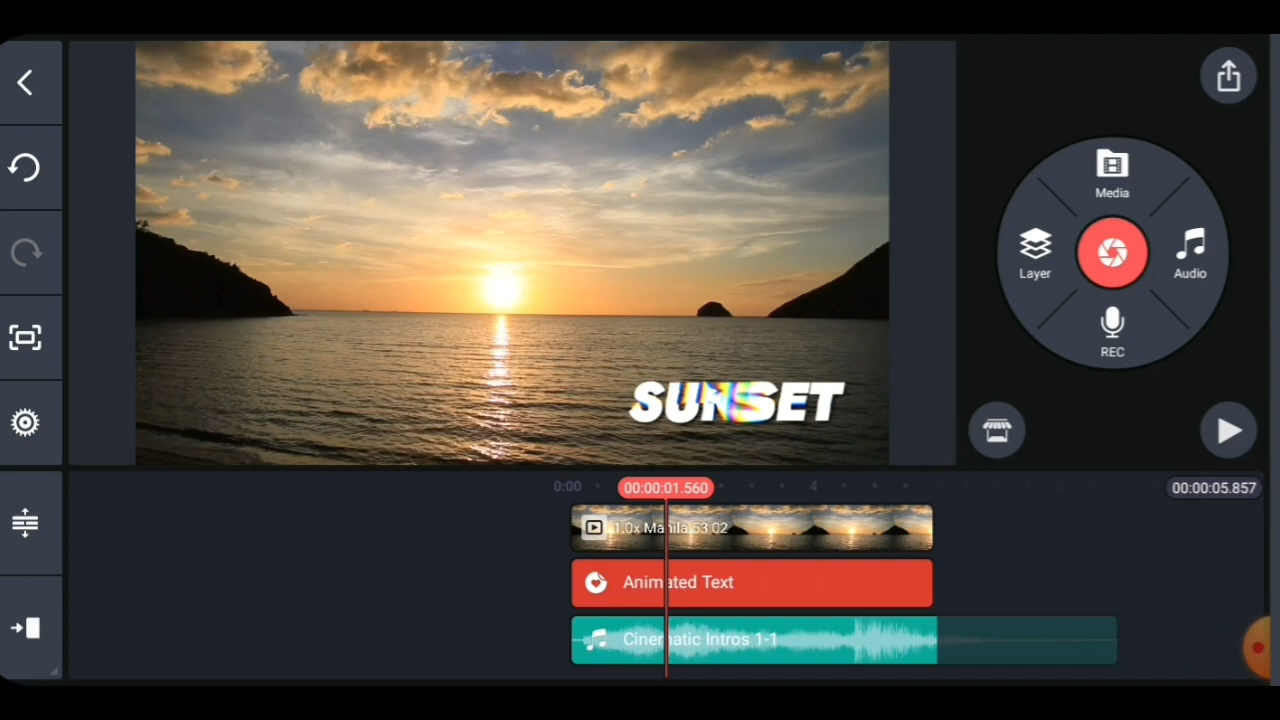 Media
Layer
Audio
REC
SUNSET
0:00
00:00:01.560
4
00:00:05.857
1.0x Manila 53 02
Animated Text
Cinematic Intros 1-1